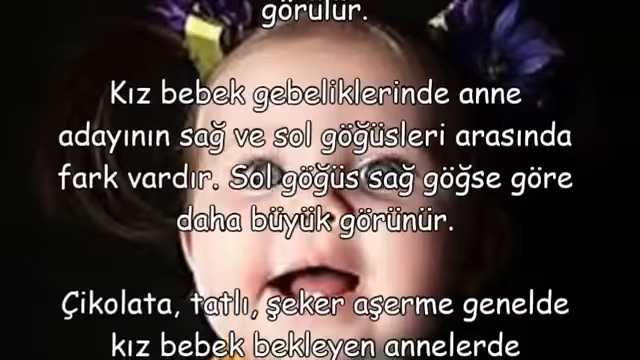 görülür.
Kız bebek gebeliklerinde anne
adayının sağ ve sol göğüsleri arasında
fark vardır. Sol göğüs sağ göğse göre
daha büyük görünür.
Çikolata, tatlı, şeker aşerme genelde
kız bebek bekleyen annelerde